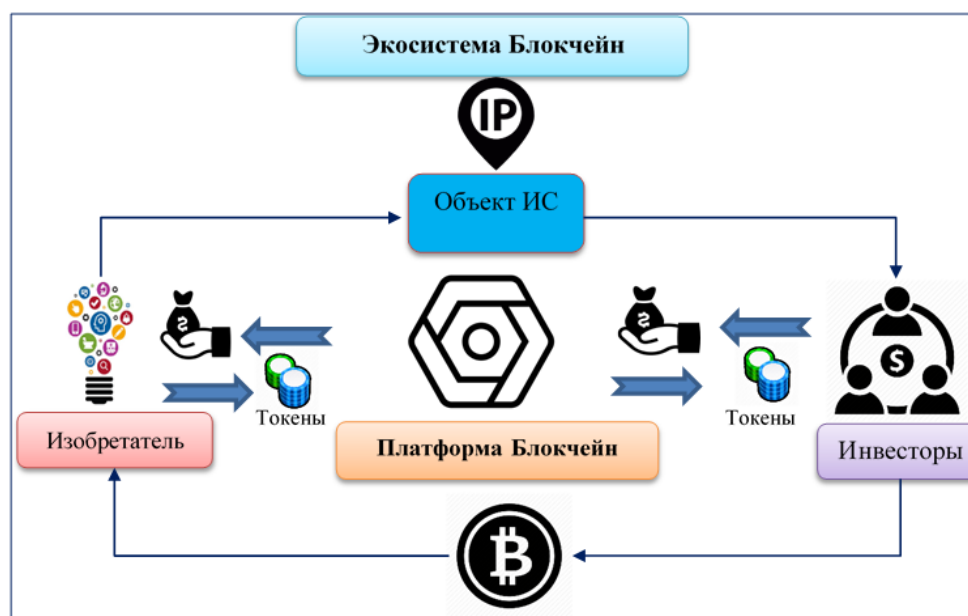 Экосистема Блокчейн
IP
Объект ИС
$
$
$
Токены
Токены
Изобретатель
Платформа Блокчейн
Инвесторы
₿